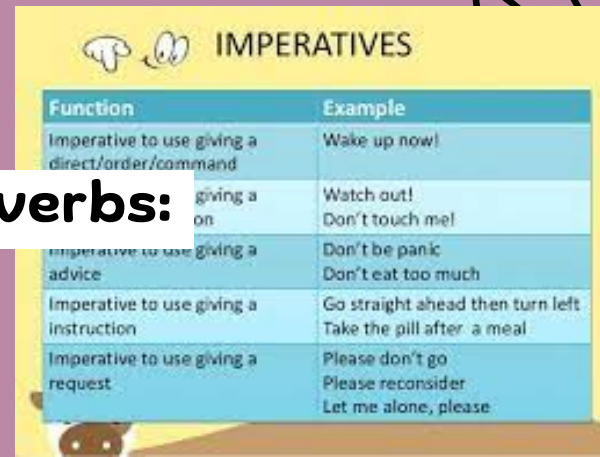 IMPERATIVES
Function Example
Imperative to use giving a Wake up now!
direct/order/command
verbs:
giving a Watch out!
on Don't touch me!
Imperative to use giving a Don't be panic
advice Don't eat too much
Imperative to use giving a Go straight ahead then turn left
instruction Take the pill after a meal
Imperative to use giving a Please don't go
request Please reconsider
Let me alone, please